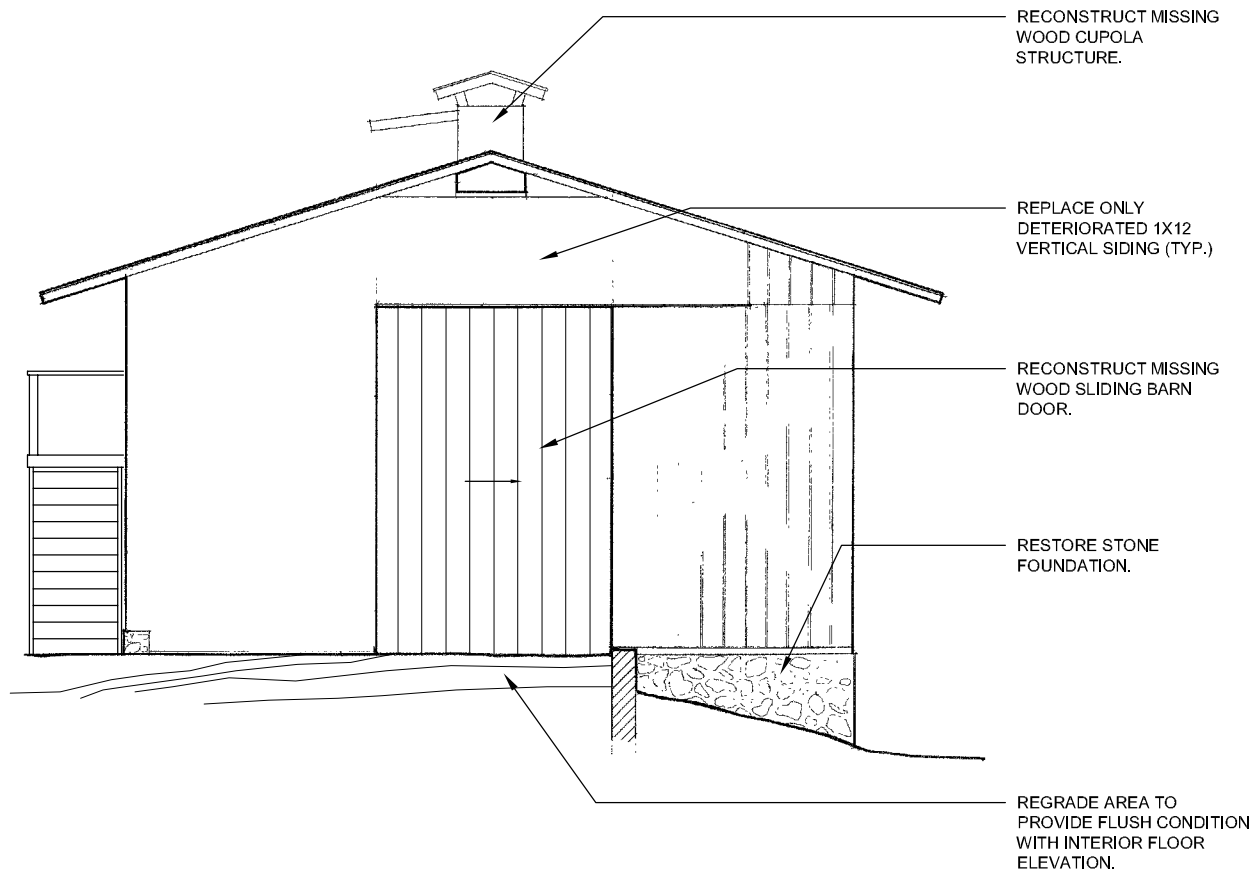 RECONSTRUCT MISSING
WOOD CUPOLA
STRUCTURE.
REPLACE ONLY
DETERIORATED 1X12
VERTICAL SIDING (TYP.)
RECONSTRUCT MISSING
WOOD SLIDING BARN
DOOR.
RESTORE STONE
FOUNDATION.
REGRADE AREA TO
PROVIDE FLUSH CONDITION
WITH INTERIOR FLOOR
ELEVATION.